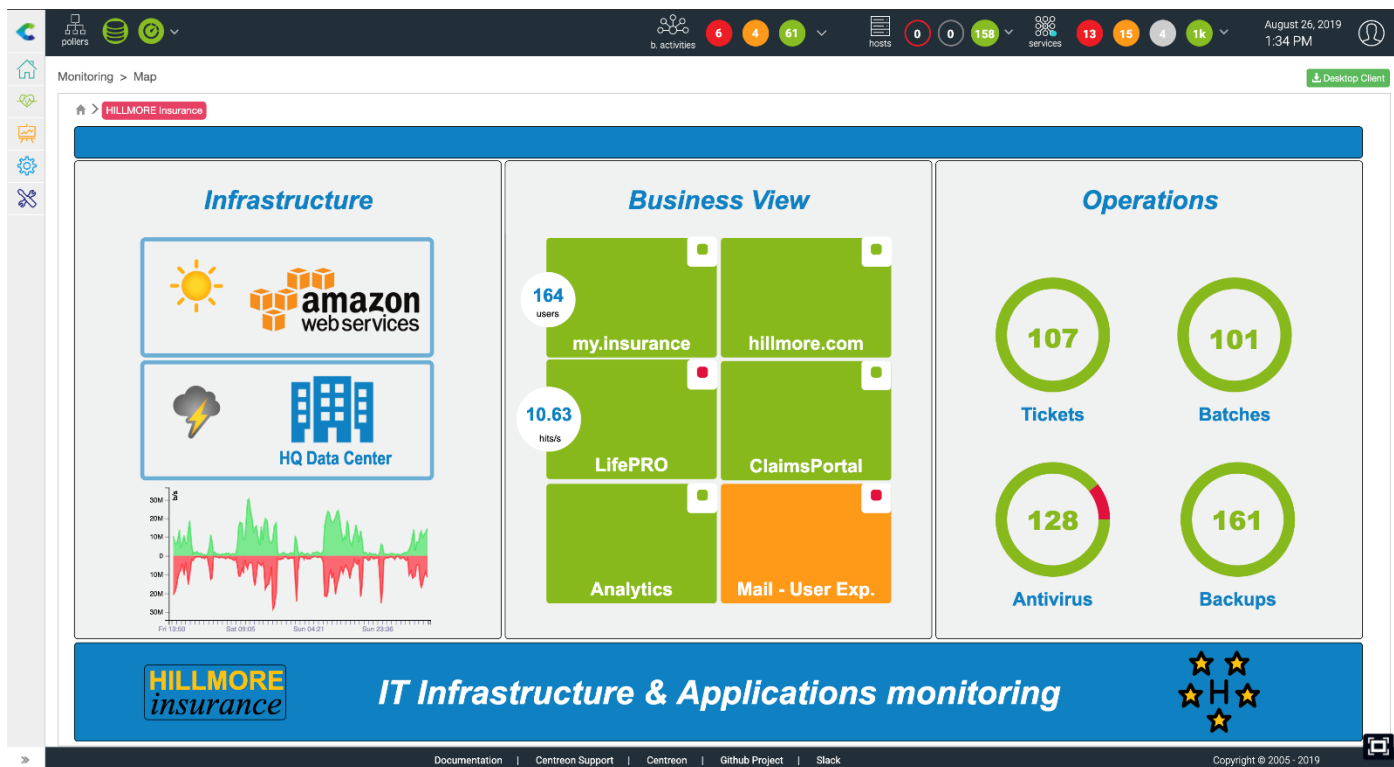 pollers
b. activities
6
4
61
hosts
0
0
158
services
13
15
4
1k
August 26, 2019
1:34 PM
Monitoring > Map
Desktop Client
HILLMORE Insurance
Infrastructure
amazon
webservices
HQ Data Center
b/s
30M
20M
10M
0
10M
20M
30M
Fri 13:50
Sat 09:05
Sun 04:21
Sun 23:36
Business View
164
users
my.insurance
hillmore.com
10.63
hits/s
LifePRO
ClaimsPortal
Analytics
Mail - User Exp.
Operations
107
Tickets
101
Batches
128
Antivirus
161
Backups
HILLMORE
insurance
IT Infrastructure & Applications monitoring
H
Documentation | Centreon Support | Centreon | Github Project | Slack
Copyright © 2005 - 2019